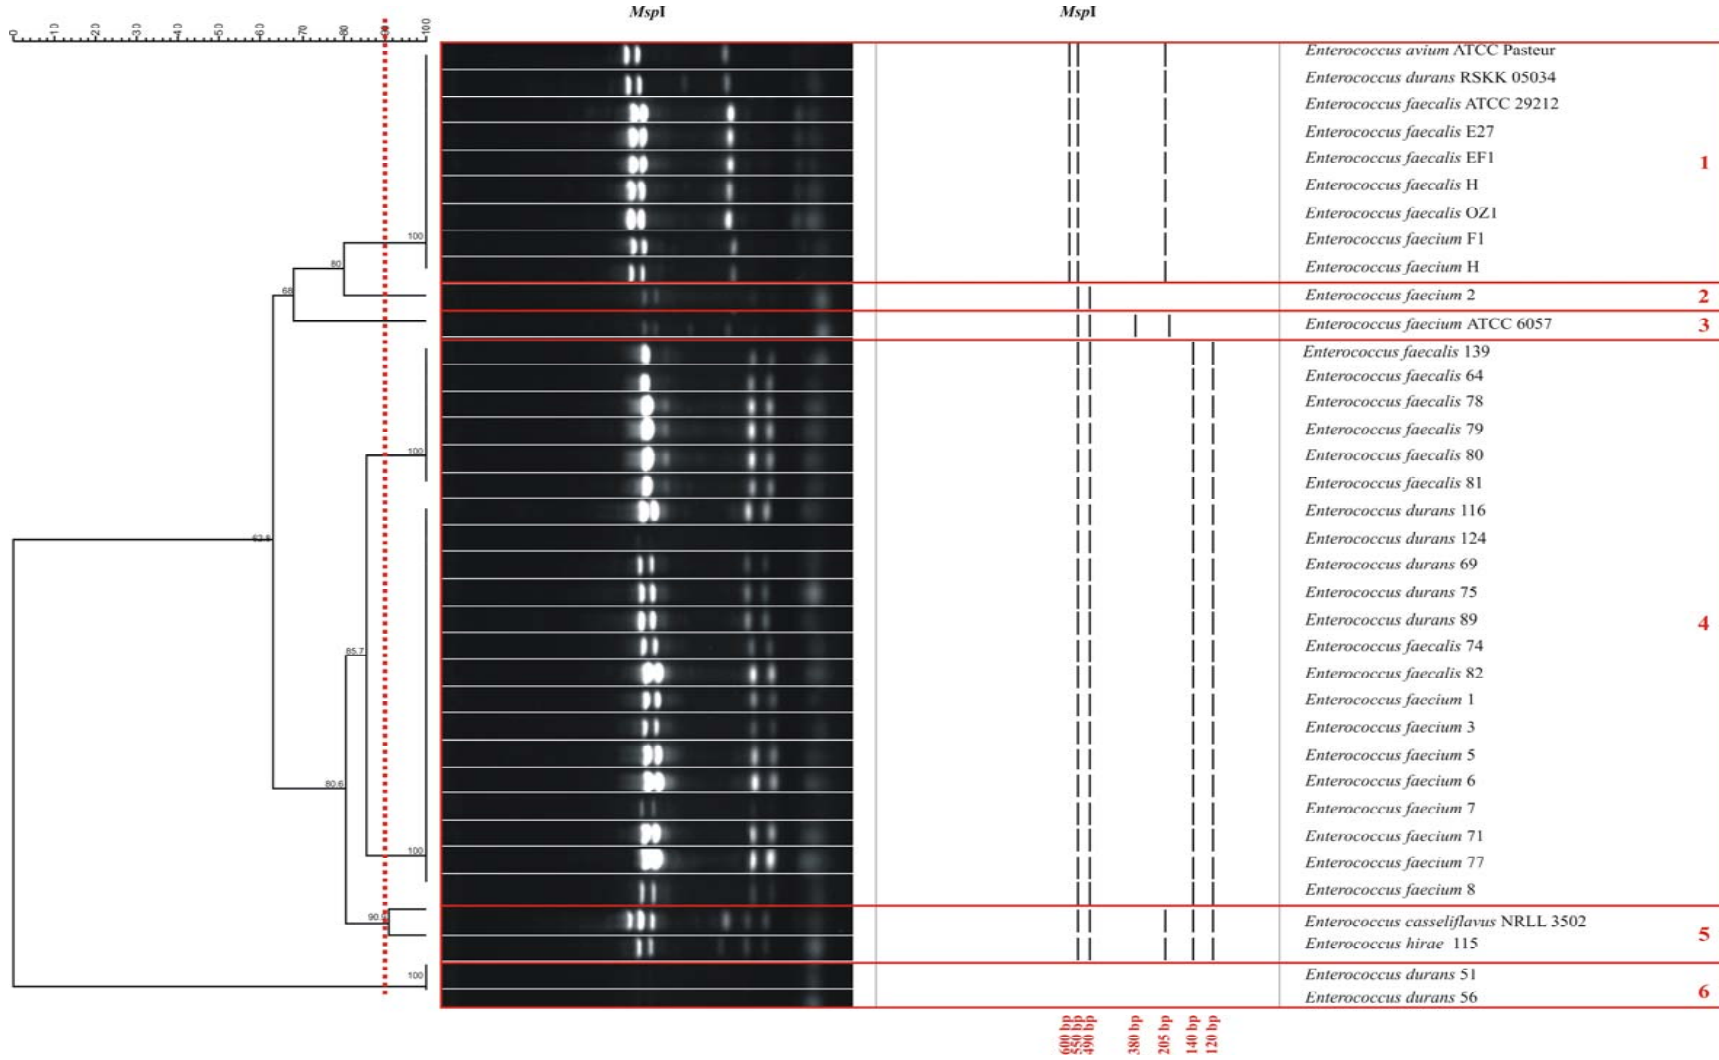 MspI MspI
0 10 20 30 40 50 60 70 80 90 100
Enterococcus avium ATCC Pasteur
Enterococcus durans RSKK 05034
Enterococcus faecalis ATCC 29212
Enterococcus faecalis E27
Enterococcus faecalis EF1
1
Enterococcus faecalis H
Enterococcus faecalis OZ1
100
Enterococcus faecium F1
80
Enterococcus faecium H
68
Enterococcus faecium 2
2
Enterococcus faecium ATCC 6057
3
Enterococcus faecalis 139
Enterococcus faecalis 64
Enterococcus faecalis 78
Enterococcus faecalis 79
100
Enterococcus faecalis 80
Enterococcus faecalis 81
Enterococcus durans 116
Enterococcus durans 124
Enterococcus durans 69
Enterococcus durans 75
Enterococcus durans 89
4
85.7
Enterococcus faecalis 74
Enterococcus faecalis 82
Enterococcus faecium 1
Enterococcus faecium 3
Enterococcus faecium 5
80.6
Enterococcus faecium 6
Enterococcus faecium 7
Enterococcus faecium 71
100
Enterococcus faecium 77
Enterococcus faecium 8
Enterococcus casseliflavus NRLL 3502
5
Enterococcus hirae 115
100
Enterococcus durans 51
6
Enterococcus durans 56
600 bp 550 bp 490 bp 380 bp 205 bp 140 bp 120 bp